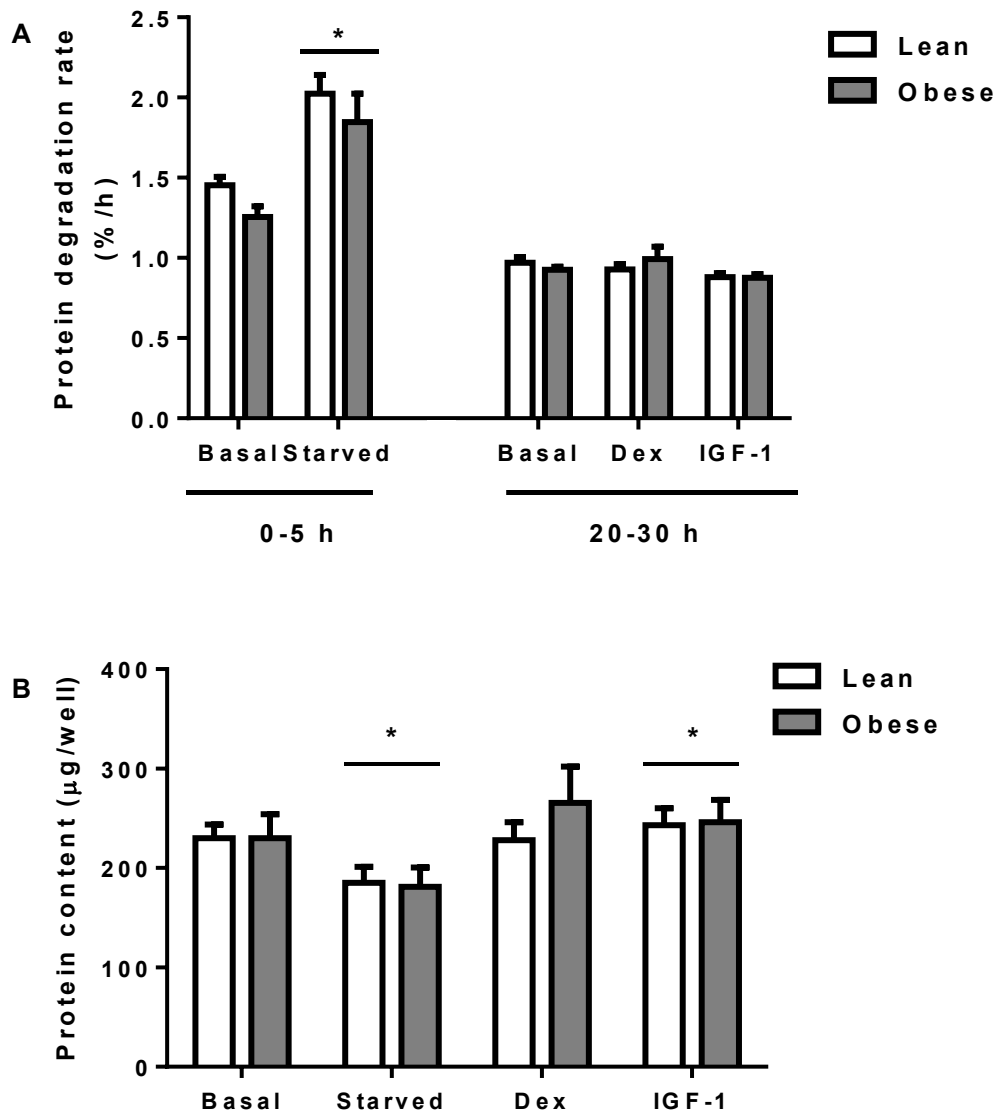 A
Protein degradation rate
(%/h)
2.5
2.0
1.5
1.0
0.5
0.0
*
Lean
Obese
Basal Starved Basal Dex IGF-1
0-5 h 20-30 h
B
Protein content (µg/well)
400
300
200
100
0
* *
Lean
Obese
Basal Starved Dex IGF-1